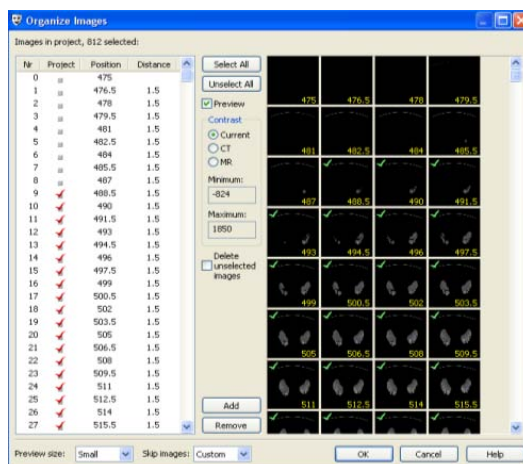 Organize Images
Images in project, 812 selected:
Nr Project Position Distance
0 475
1 476.5 1.5
2 478 1.5
3 479.5 1.5
4 481 1.5
5 482.5 1.5
6 484 1.5
7 485.5 1.5
8 487 1.5
9 488.5 1.5
10 490 1.5
11 491.5 1.5
12 493 1.5
13 494.5 1.5
14 496 1.5
15 497.5 1.5
16 499 1.5
17 500.5 1.5
18 502 1.5
19 503.5 1.5
20 505 1.5
21 506.5 1.5
22 508 1.5
23 509.5 1.5
24 511 1.5
25 512.5 1.5
26 514 1.5
27 515.5 1.5
Select All
Unselect All
Preview
Contrast
Current
CT
MR
Minimum:
-824
Maximum:
1850
Delete
unselected
images
Add
Remove
475 476.5 478 479.5
481 482.5 484 485.5
487 488.5 490 491.5
493 494.5 496 497.5
499 500.5 502 503.5
505 506.5 508 509.5
511 512.5 514 515.5
Preview size: Small Skip images: Custom OK Cancel Help